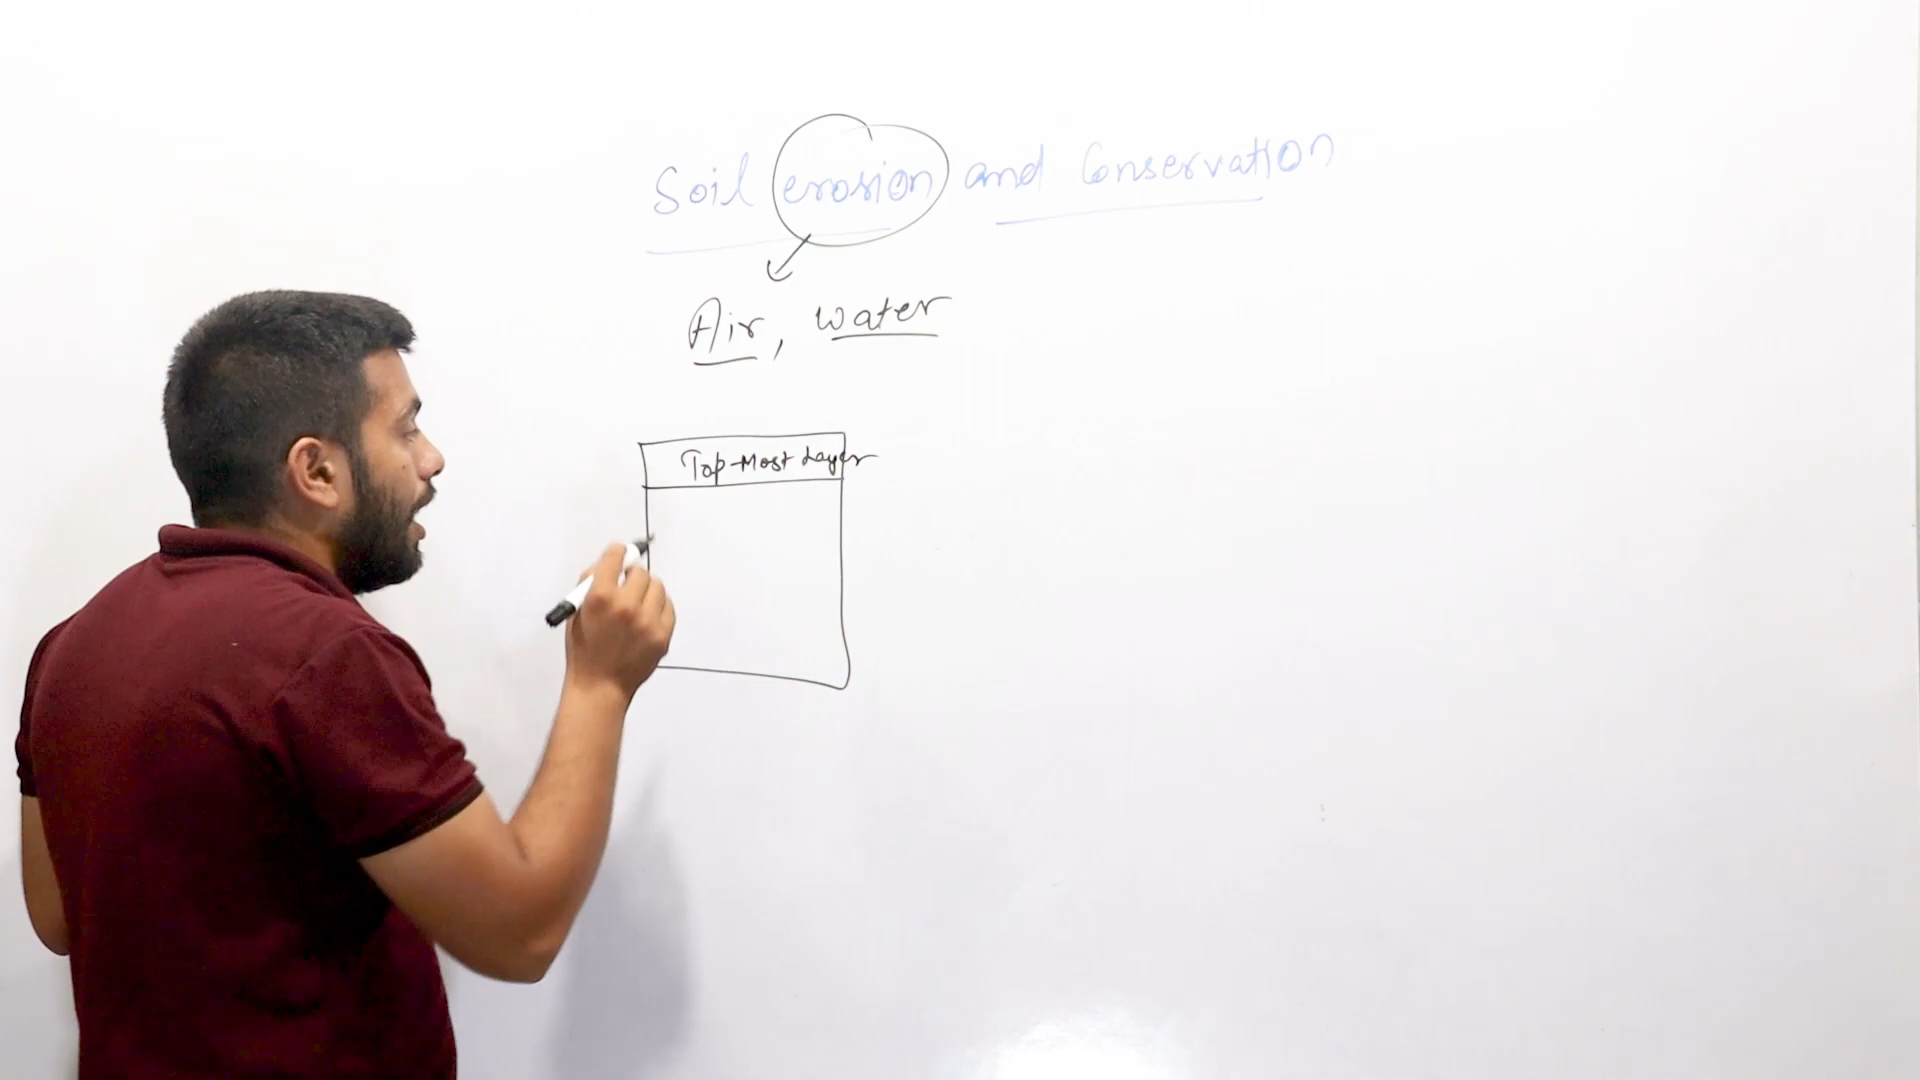 Soil erosion and Conservation
Air, water
Top-Most Layer